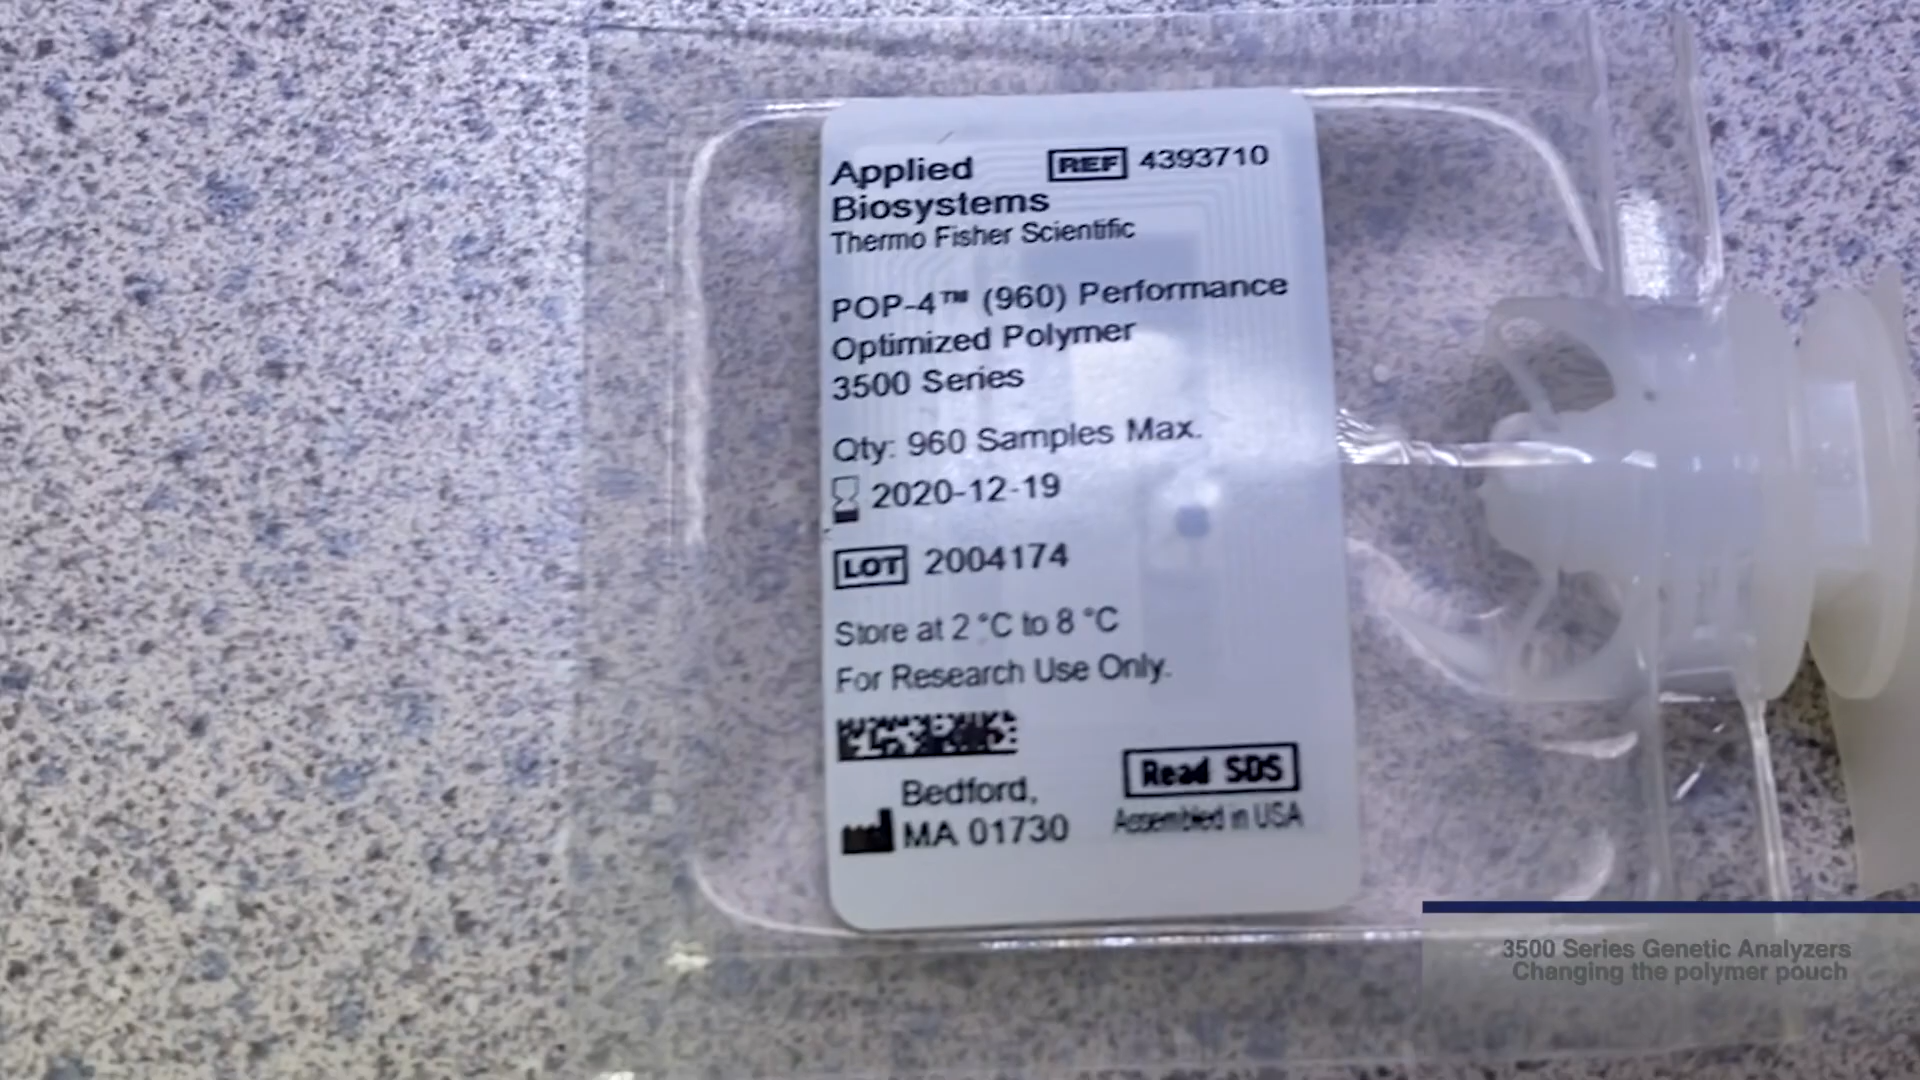 Applied
REF 4393710
Biosystems
Thermo Fisher Scientific
POP-4™ (960) Performance
Optimized Polymer
3500 Series
Qty: 960 Samples Max.
2020-12-19
LOT 2004174
Store at 2 °C to 8 °C
For Research Use Only.
Bedford,
MA 01730
Read SDS
Assembled in USA
3500 Series Genetic Analyzers
Changing the polymer pouch